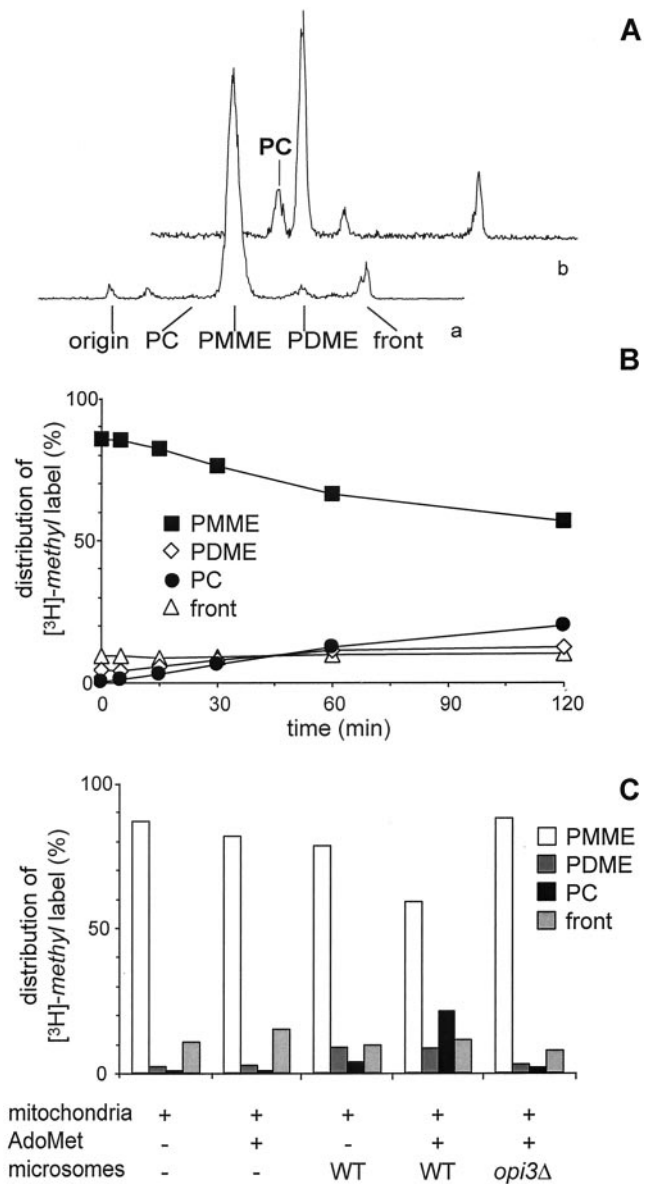 A
PC
b
origin PC PMME PDME front
a
B
100
50
0
distribution of
[³H]-methyl label (%)
PMME
PDME
PC
front
0 30 60 90 120
time (min)
C
100
50
0
distribution of
[³H]-methyl label (%)
PMME
PDME
PC
front
mitochondria + + + + +
AdoMet - + - + +
microsomes - - WT WT opi3Δ